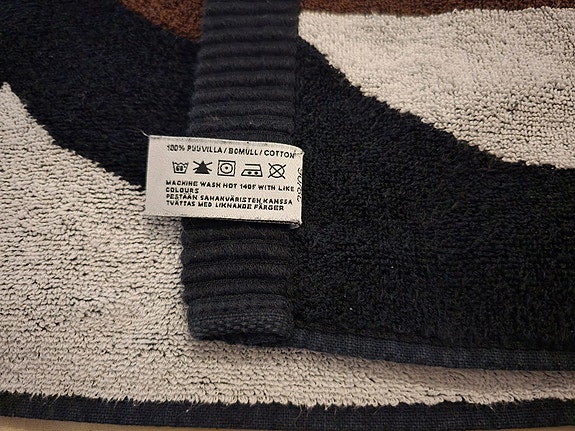 100% PUUVILLA / BOMULL / COTTON
MACHINE WASH HOT 140F WITH LIKE
COLOURS
PESTÄÄN SAMANVÄRISTEN KANSSA
TVÄTTAS MED LIKNANDE FÄRGER